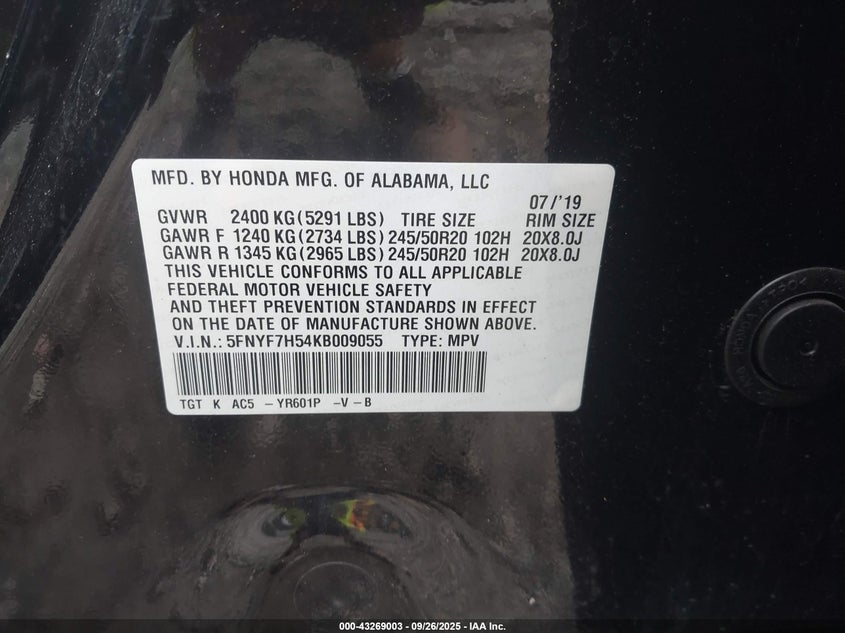 MFD. BY HONDA MFG. OF ALABAMA, LLC
07/'19
GVWR 2400 KG(5291 LBS) TIRE SIZE RIM SIZE
GAWR F 1240 KG(2734 LBS) 245/50R20 102H 20X8.0J
GAWR R 1345 KG(2965 LBS) 245/50R20 102H 20X8.0J
THIS VEHICLE CONFORMS TO ALL APPLICABLE
FEDERAL MOTOR VEHICLE SAFETY
AND THEFT PREVENTION STANDARDS IN EFFECT
ON THE DATE OF MANUFACTURE SHOWN ABOVE.
V.I.N.: 5FNYF7H54KB009055 TYPE: MPV
TGT K AC5 -YR601P -V-B
HONDA
000-43269003 - 09/26/2025 - IAA Inc.